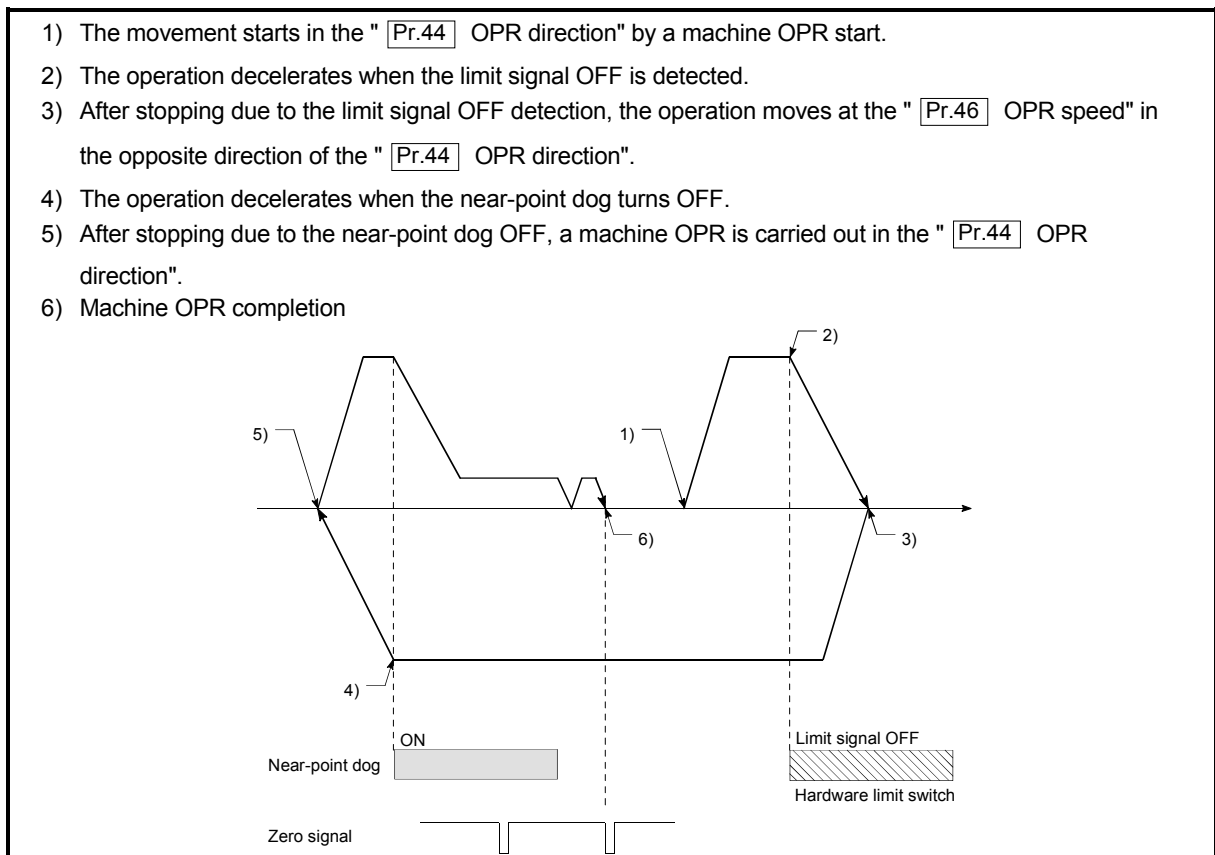 1) The movement starts in the " Pr.44 OPR direction" by a machine OPR start.
2) The operation decelerates when the limit signal OFF is detected.
3) After stopping due to the limit signal OFF detection, the operation moves at the " Pr.46 OPR speed" in
the opposite direction of the " Pr.44 OPR direction".
4) The operation decelerates when the near-point dog turns OFF.
5) After stopping due to the near-point dog OFF, a machine OPR is carried out in the " Pr.44 OPR
direction".
6) Machine OPR completion
2)
5)
1)
6)
3)
4)
ON
Limit signal OFF
Near-point dog
Hardware limit switch
Zero signal